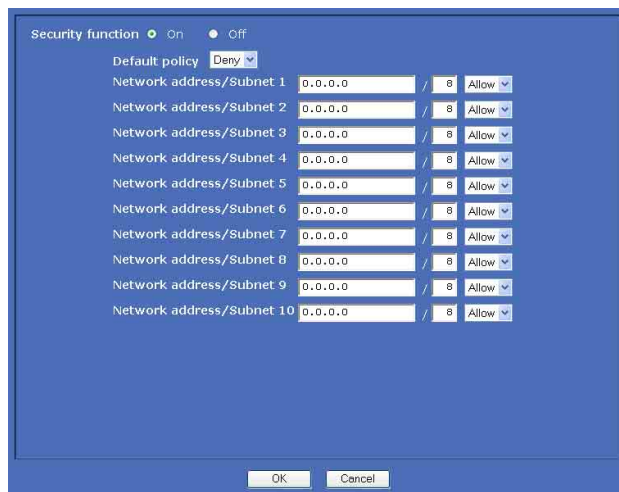 Security function On Off
Default policy Deny
Network address/Subnet 1 0.0.0.0 / 8 Allow
Network address/Subnet 2 0.0.0.0 / 8 Allow
Network address/Subnet 3 0.0.0.0 / 8 Allow
Network address/Subnet 4 0.0.0.0 / 8 Allow
Network address/Subnet 5 0.0.0.0 / 8 Allow
Network address/Subnet 6 0.0.0.0 / 8 Allow
Network address/Subnet 7 0.0.0.0 / 8 Allow
Network address/Subnet 8 0.0.0.0 / 8 Allow
Network address/Subnet 9 0.0.0.0 / 8 Allow
Network address/Subnet 10 0.0.0.0 / 8 Allow
OK Cancel